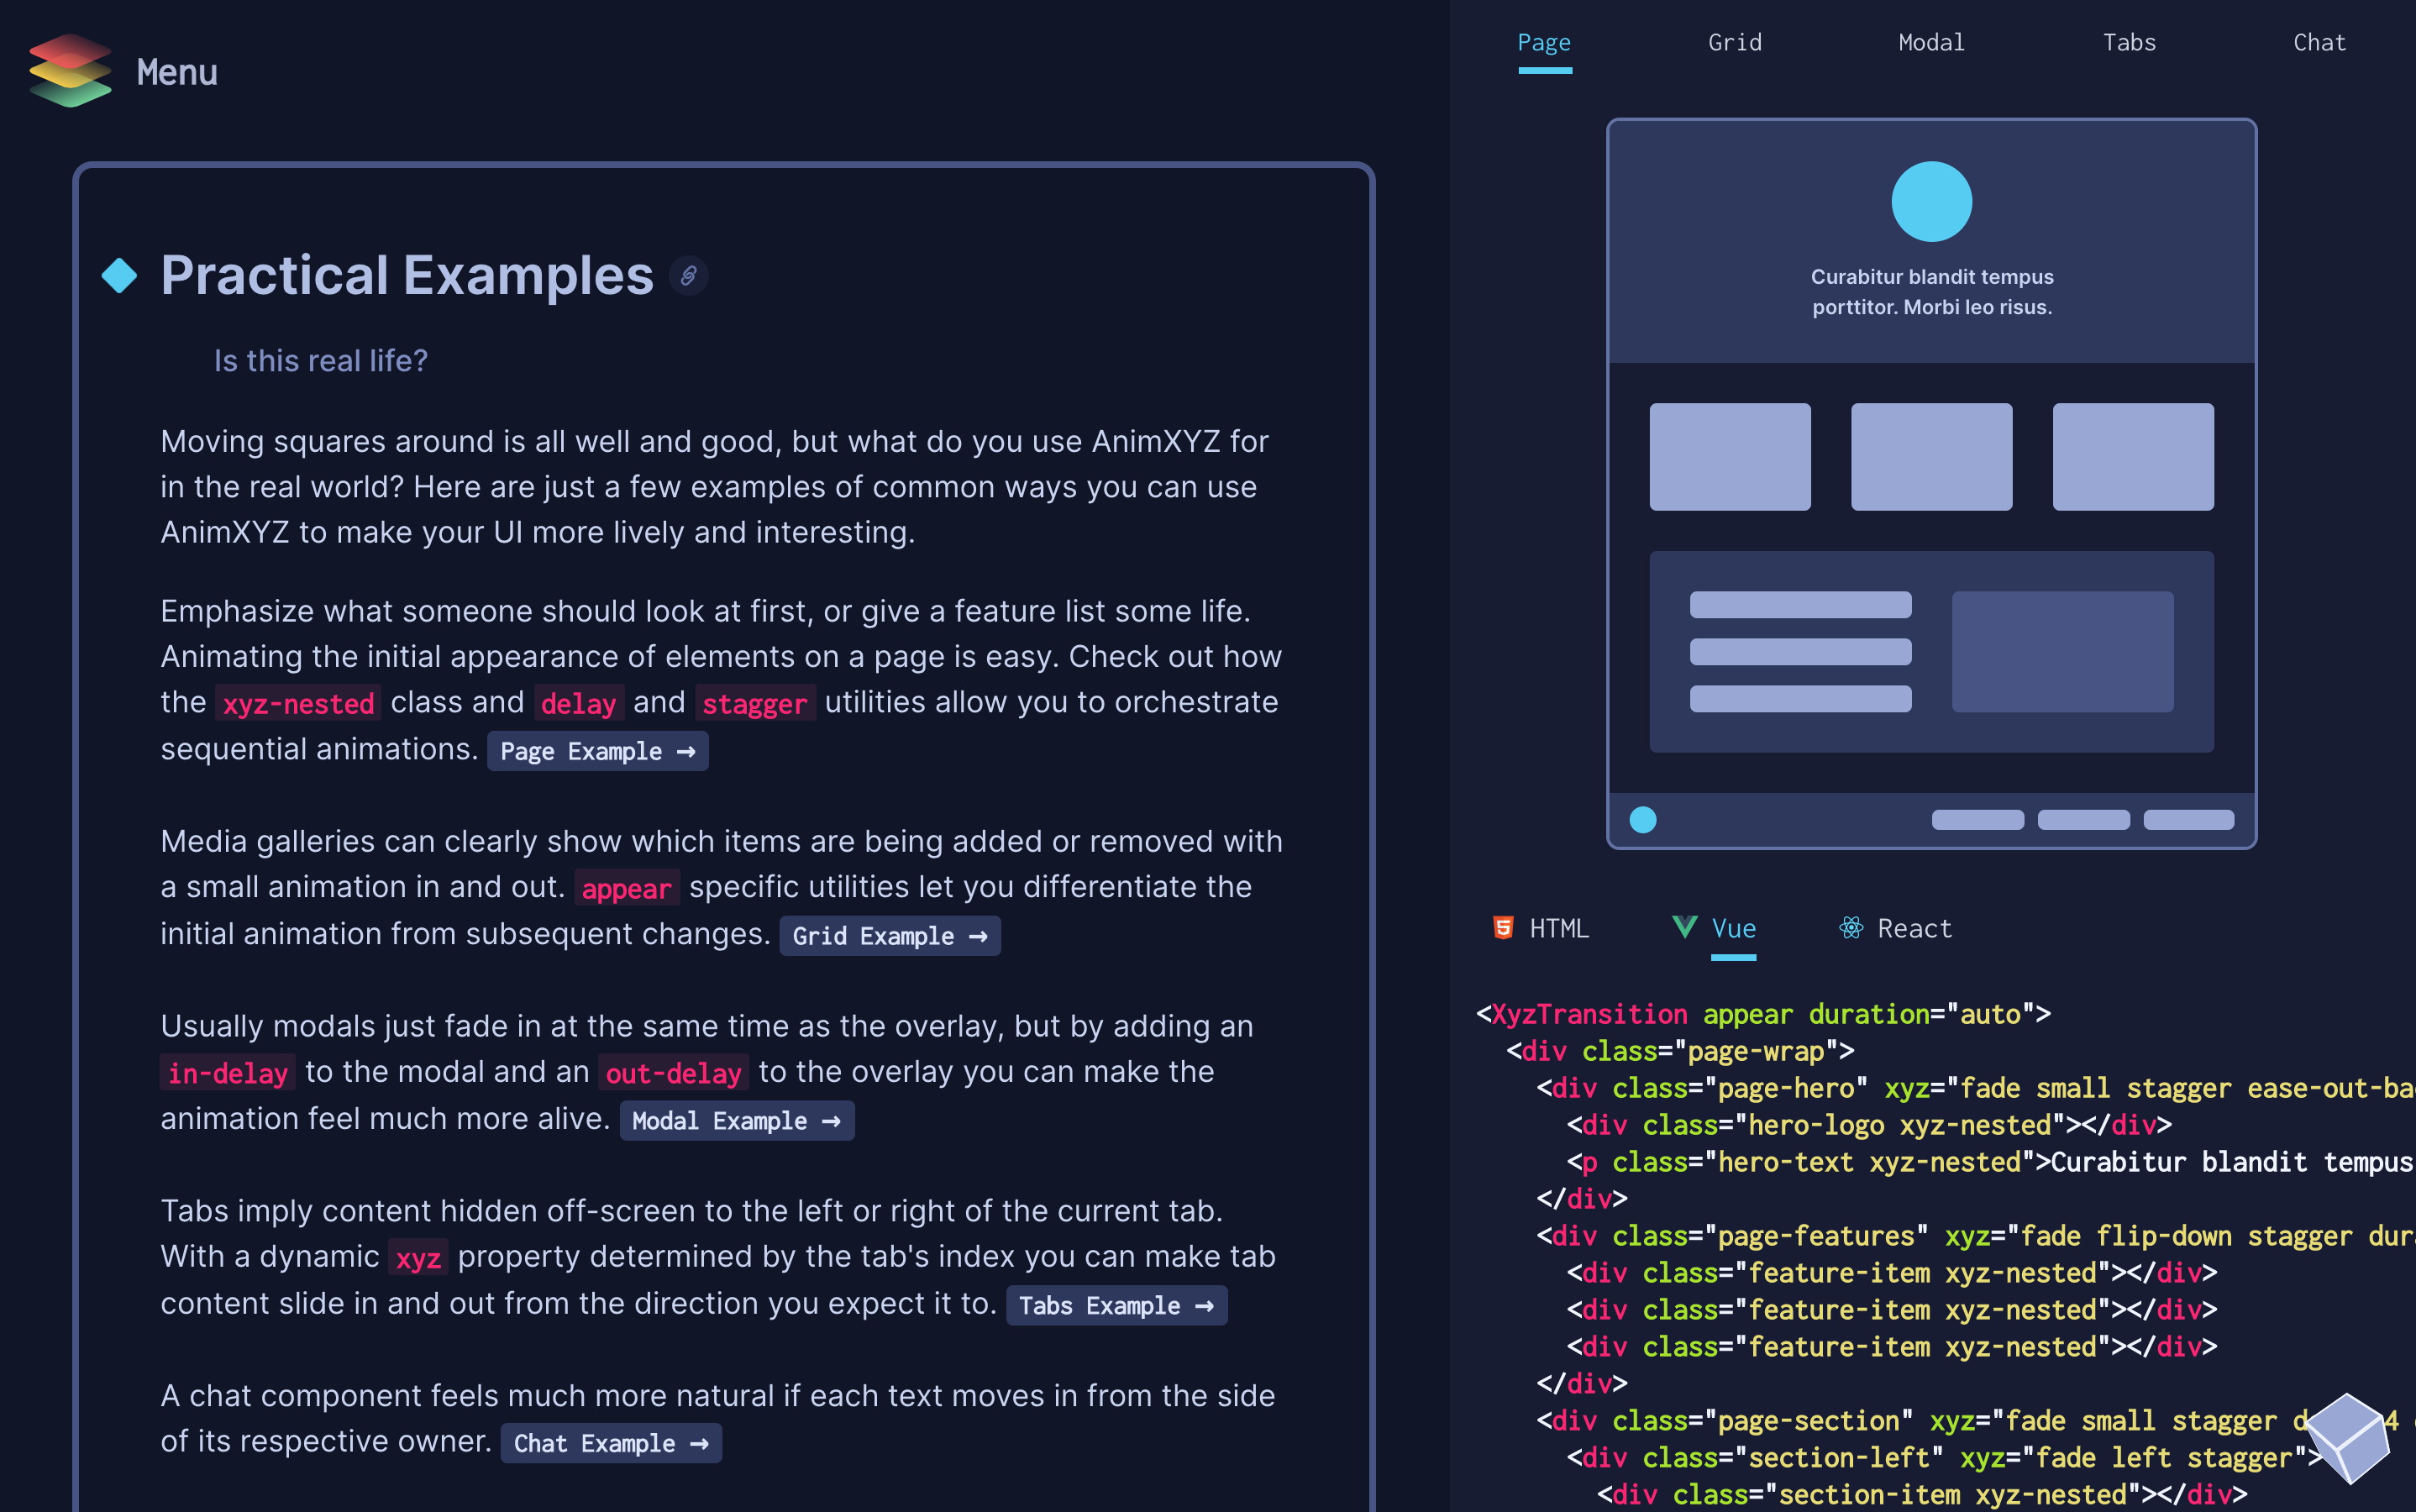 Menu
Practical Examples
Is this real life?
Moving squares around is all well and good, but what do you use AnimXYZ for
in the real world? Here are just a few examples of common ways you can use
AnimXYZ to make your UI more lively and interesting.
Emphasize what someone should look at first, or give a feature list some life.
Animating the initial appearance of elements on a page is easy. Check out how
the xyz-nested class and delay and stagger utilities allow you to orchestrate
sequential animations. Page Example →
Media galleries can clearly show which items are being added or removed with
a small animation in and out. appear specific utilities let you differentiate the
initial animation from subsequent changes. Grid Example →
Usually modals just fade in at the same time as the overlay, but by adding an
in-delay to the modal and an out-delay to the overlay you can make the
animation feel much more alive. Modal Example →
Tabs imply content hidden off-screen to the left or right of the current tab.
With a dynamic xyz property determined by the tab's index you can make tab
content slide in and out from the direction you expect it to. Tabs Example →
A chat component feels much more natural if each text moves in from the side
of its respective owner. Chat Example →
Page Grid Modal Tabs Chat
Curabitur blandit tempus
porttitor. Morbi leo risus.
HTML Vue React
<XyzTransition appear duration="auto">
<div class="page-wrap">
<div class="page-hero" xyz="fade small stagger ease-out-ba
<div class="hero-logo xyz-nested"></div>
<p class="hero-text xyz-nested">Curabitur blandit tempus
</div>
<div class="page-features" xyz="fade flip-down stagger dur
<div class="feature-item xyz-nested"></div>
<div class="feature-item xyz-nested"></div>
<div class="feature-item xyz-nested"></div>
</div>
<div class="page-section" xyz="fade small stagger
<div class="section-left" xyz="fade left stagger">
<div class="section-item xyz-nested"></div>